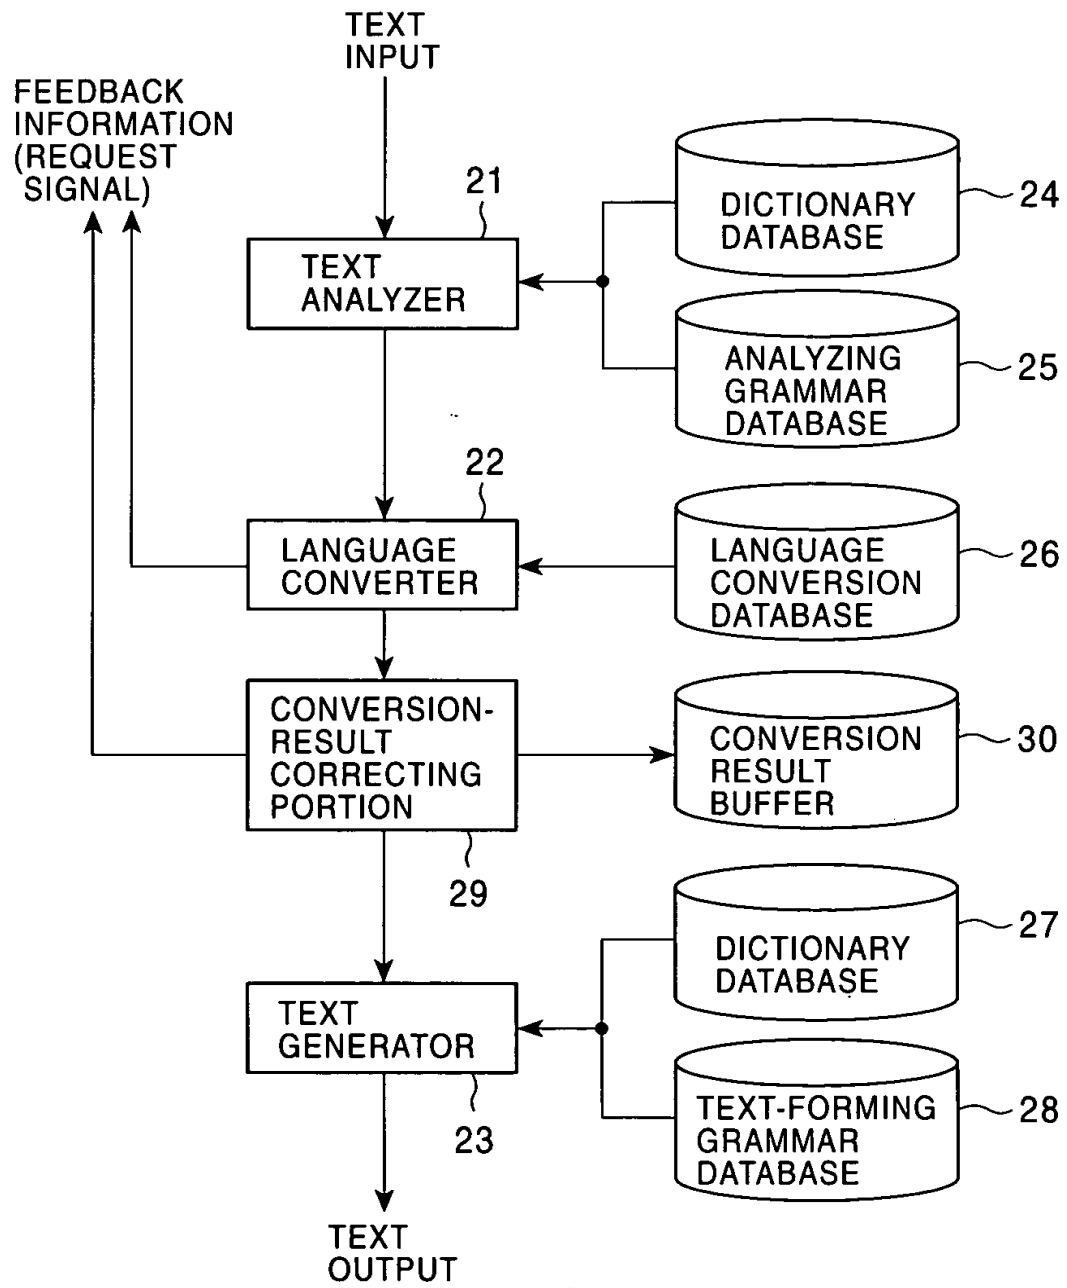 TEXT
INPUT
FEEDBACK
INFORMATION
(REQUEST
SIGNAL)
21
TEXT
ANALYZER
DICTIONARY
DATABASE
24
ANALYZING
GRAMMAR
DATABASE
25
22
LANGUAGE
CONVERTER
LANGUAGE
CONVERSION
DATABASE
26
CONVERSION-
RESULT
CORRECTING
PORTION
29
CONVERSION
RESULT
BUFFER
30
DICTIONARY
DATABASE
27
TEXT
GENERATOR
23
TEXT-FORMING
GRAMMAR
DATABASE
28
TEXT
OUTPUT